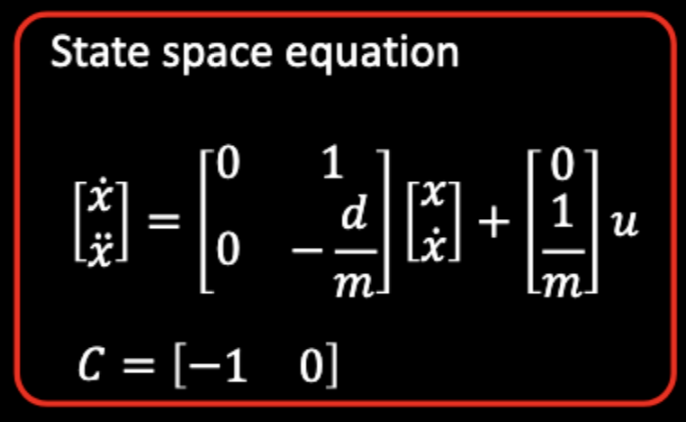 State space equation
[ẋ; ẍ] = [0 1; 0 −d/m] [x; ẋ] + [0; 1/m] u
C = [−1 0]